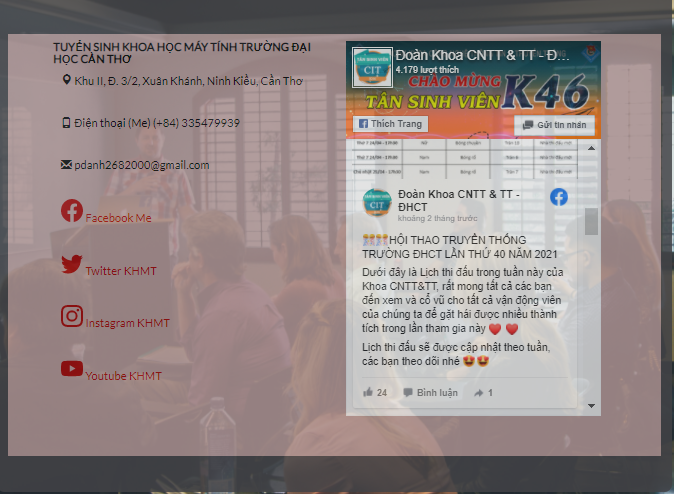 TUYỂN SINH KHOA HỌC MÁY TÍNH TRƯỜNG ĐẠI
HỌC CẦN THƠ
Khu II, Đ. 3/2, Xuân Khánh, Ninh Kiều, Cần Thơ
Điện thoại (Me) (+84) 335479939
pdanh2682000@gmail.com
Facebook Me
Twitter KHMT
Instagram KHMT
Youtube KHMT
Đoàn Khoa CNTT & TT - Đ...
4.179 lượt thích
CHÀO MỪNG
TÂN SINH VIÊN K46
TÂN SINH VIÊN
CIT
Thích Trang
Gửi tin nhắn
CIT
Đoàn Khoa CNTT & TT -
ĐHCT
khoảng 2 tháng trước
🎊🎊🎊HỘI THAO TRUYỀN THỐNG
TRƯỜNG ĐHCT LẦN THỨ 40 NĂM 2021
Dưới đây là Lịch thi đấu trong tuần này của
Khoa CNTT&TT, rất mong tất cả các bạn
đến xem và cổ vũ cho tất cả vận động viên
của chúng ta để gặt hái được nhiều thành
tích trong lần tham gia này ♥️ ♥️
Lịch thi đấu sẽ được cập nhật theo tuần,
các bạn theo dõi nhé 🤩🤩
24
Bình luận
1